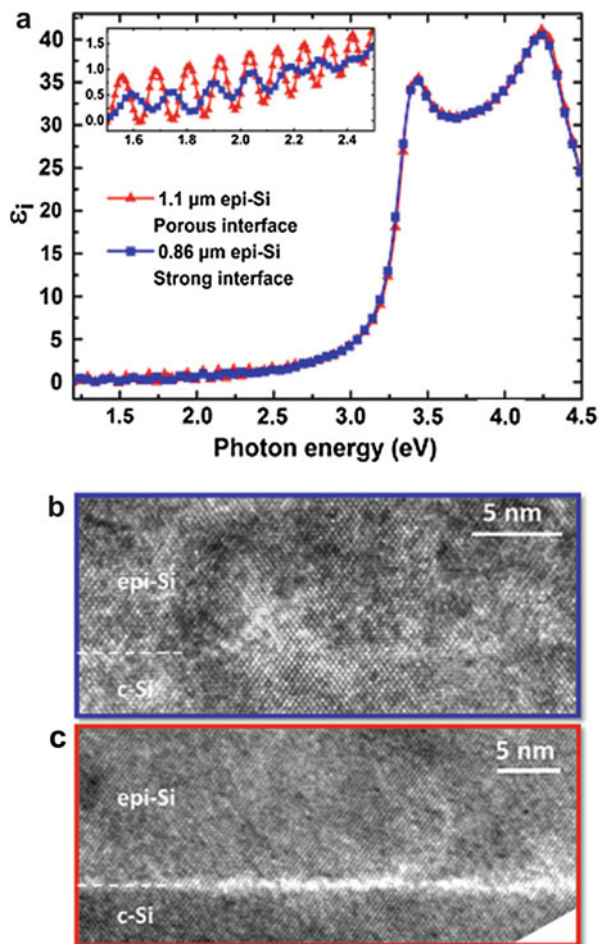 a
40
35
30
25
20
15
10
5
0
εi
1.5
1.0
0.5
0.0
1.6 1.8 2.0 2.2 2.4
1.1 µm epi-Si
Porous interface
0.86 µm epi-Si
Strong interface
1.5 2.0 2.5 3.0 3.5 4.0 4.5
Photon energy (eV)
b
5 nm
epi-Si
c-Si
c
5 nm
epi-Si
c-Si